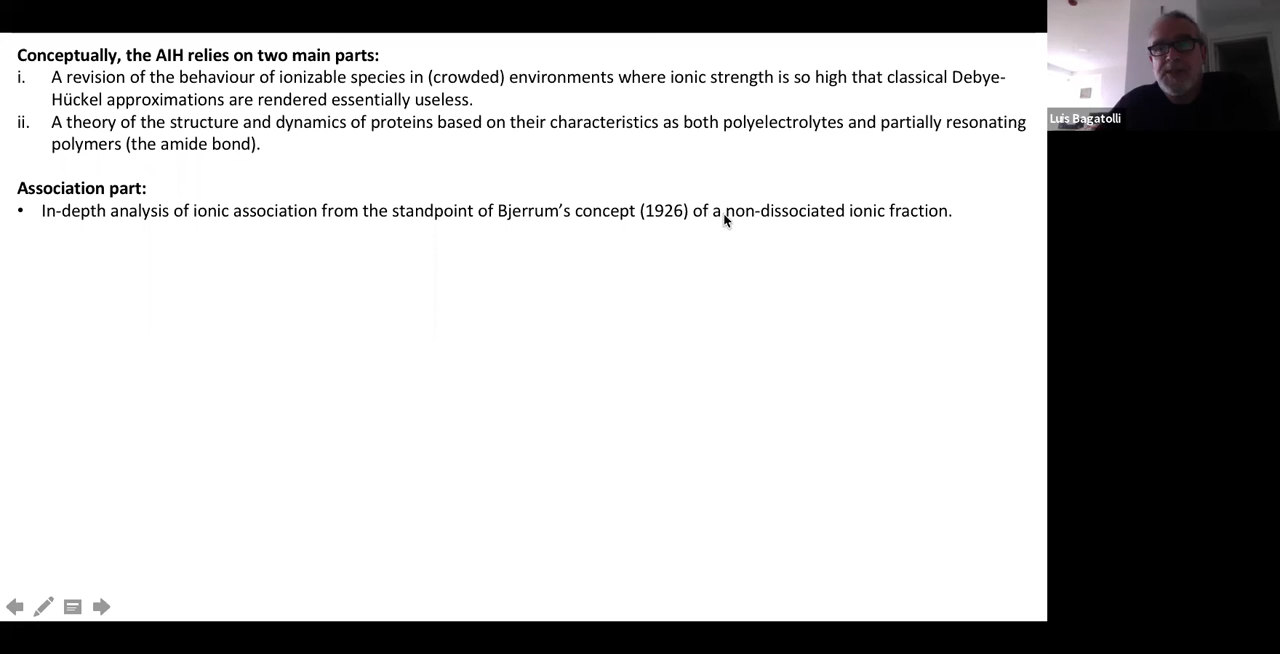 Conceptually, the AIH relies on two main parts:
i. A revision of the behaviour of ionizable species in (crowded) environments where ionic strength is so high that classical Debye-
Hückel approximations are rendered essentially useless.
ii. A theory of the structure and dynamics of proteins based on their characteristics as both polyelectrolytes and partially resonating
polymers (the amide bond).
Association part:
• In-depth analysis of ionic association from the standpoint of Bjerrum’s concept (1926) of a non-dissociated ionic fraction.
Luis Bagatolli